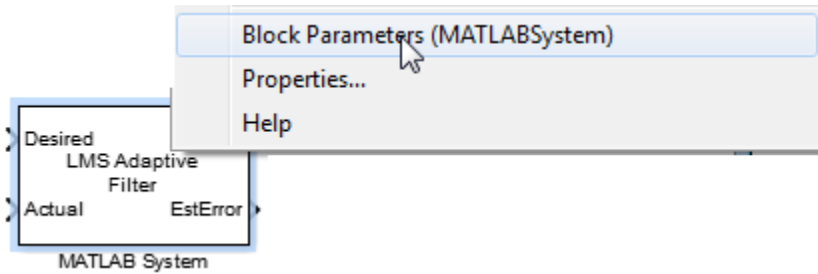 Block Parameters (MATLABSystem)
Properties...
Help
Desired
LMS Adaptive
Filter
Actual EstError
MATLAB System